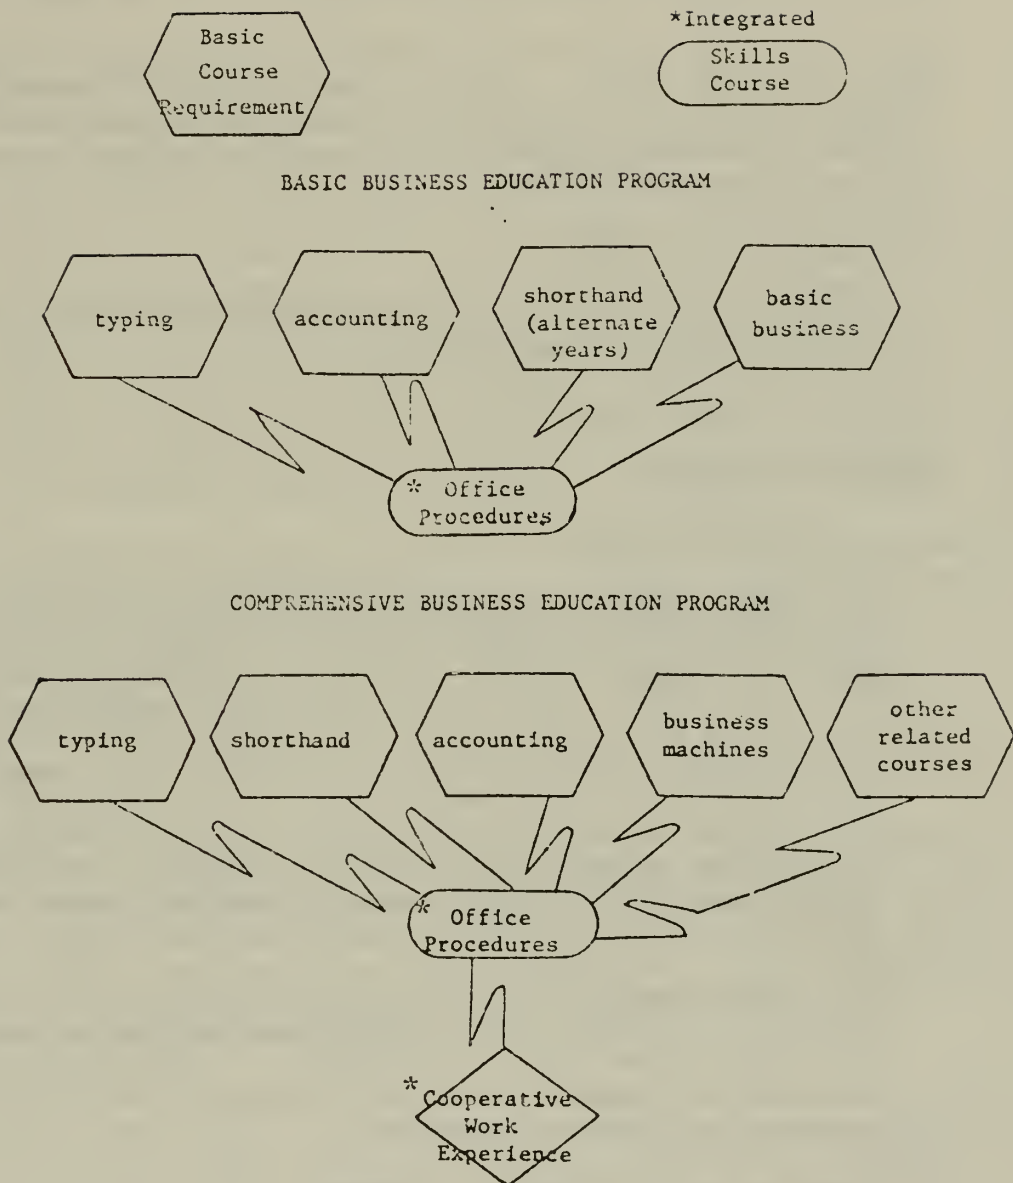 Basic
Course
Requirement
*Integrated
Skills
Course
BASIC BUSINESS EDUCATION PROGRAM
typing
accounting
shorthand
(alternate
years)
basic
business
* Office
Procedures
COMPREHENSIVE BUSINESS EDUCATION PROGRAM
typing
shorthand
accounting
business
machines
other
related
courses
* Office
Procedures
* Cooperative
Work
Experience